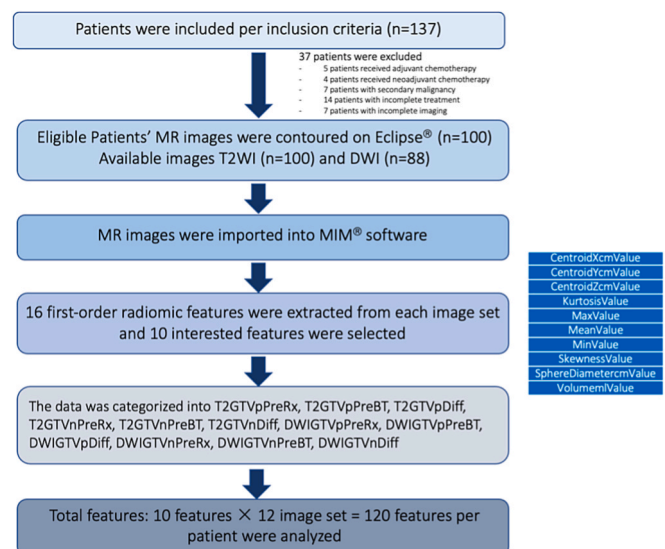 Patients were included per inclusion criteria (n=137)
37 patients were excluded
- 5 patients received adjuvant chemotherapy
- 4 patients received neoadjuvant chemotherapy
- 7 patients with secondary malignancy
- 14 patients with incomplete treatment
- 7 patients with incomplete imaging
Eligible Patients’ MR images were contoured on Eclipse® (n=100)
Available images T2WI (n=100) and DWI (n=88)
MR images were imported into MIM® software
16 first-order radiomic features were extracted from each image set
and 10 interested features were selected
CentroidXcmValue
CentroidYcmValue
CentroidZcmValue
KurtosisValue
MaxValue
MeanValue
MinValue
SkewnessValue
SphereDiametercmValue
VolumemlValue
The data was categorized into T2GTVpPreRx, T2GTVpPreBT, T2GTVpDiff,
T2GTVnPreRx, T2GTVnPreBT, T2GTVnDiff, DWIGTVpPreRx, DWIGTVpPreBT,
DWIGTVpDiff, DWIGTVnPreRx, DWIGTVnPreBT, DWIGTVnDiff
Total features: 10 features × 12 image set = 120 features per
patient were analyzed